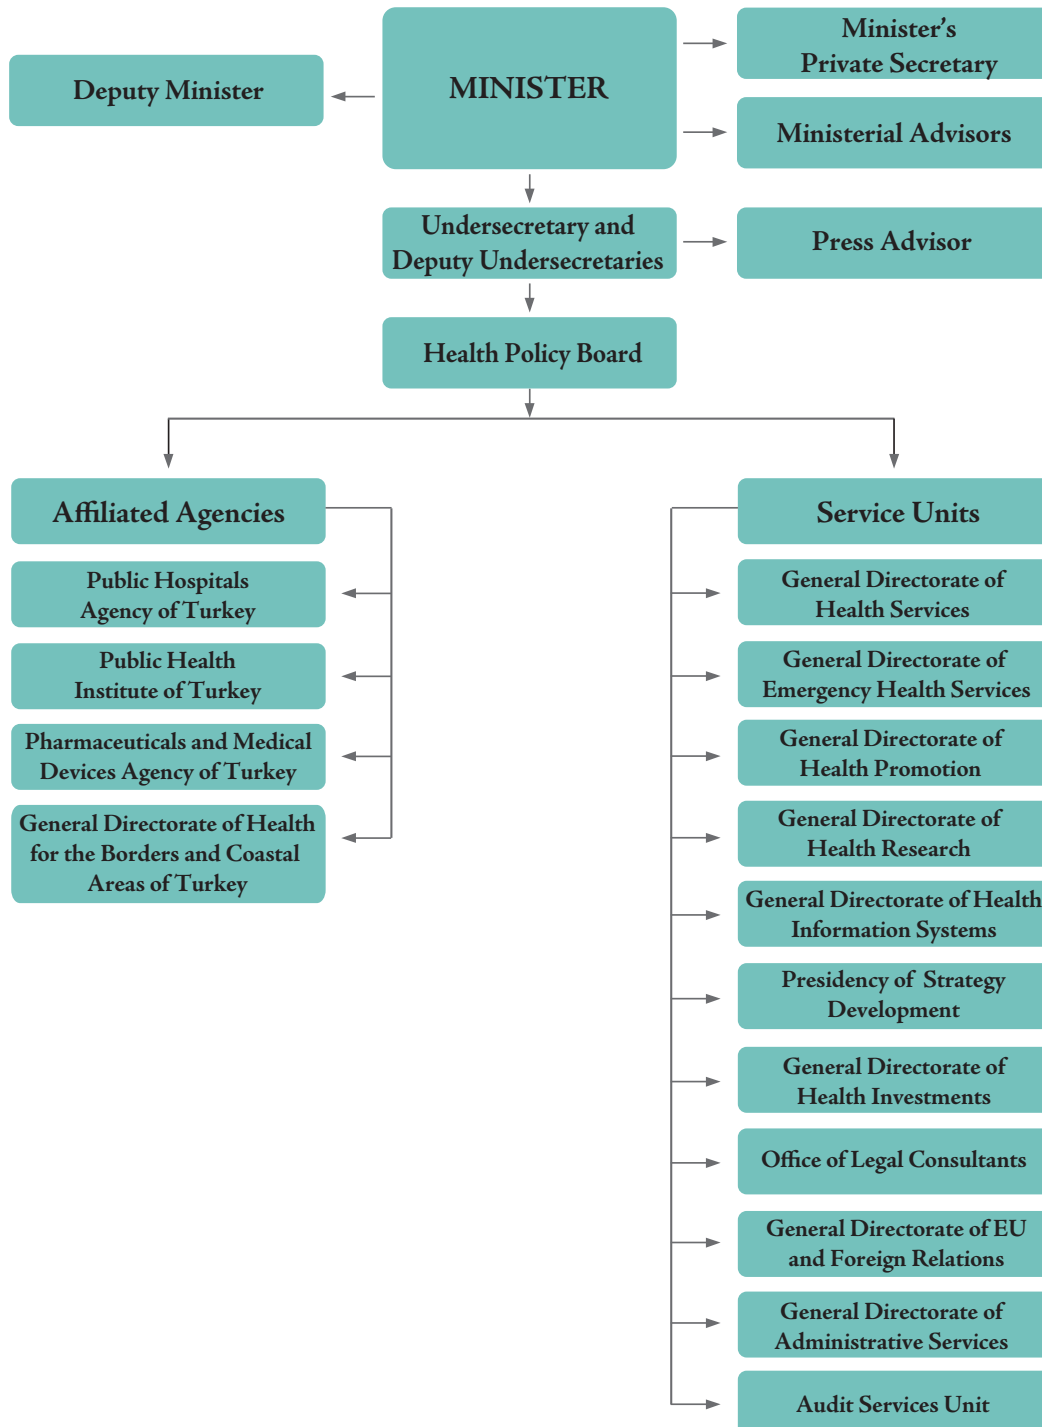 Deputy Minister
MINISTER
Minister’s
Private Secretary
Ministerial Advisors
Undersecretary and
Deputy Undersecretaries
Press Advisor
Health Policy Board
Affiliated Agencies
Public Hospitals
Agency of Turkey
Public Health
Institute of Turkey
Pharmaceuticals and Medical
Devices Agency of Turkey
General Directorate of Health
for the Borders and Coastal
Areas of Turkey
Service Units
General Directorate of
Health Services
General Directorate of
Emergency Health Services
General Directorate of
Health Promotion
General Directorate of
Health Research
General Directorate of Health
Information Systems
Presidency of Strategy
Development
General Directorate of
Health Investments
Office of Legal Consultants
General Directorate of EU
and Foreign Relations
General Directorate of
Administrative Services
Audit Services Unit